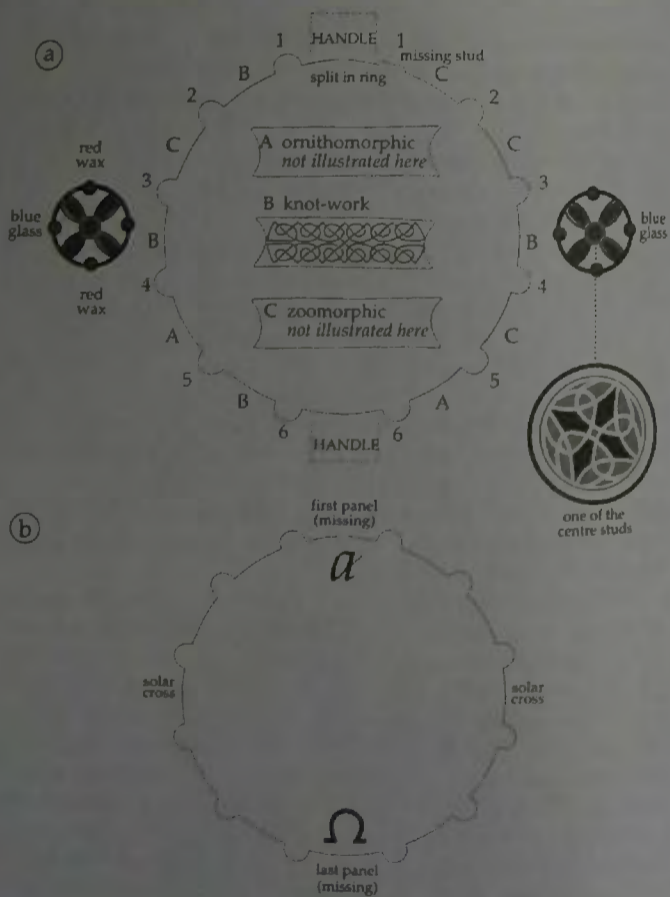 a
1 HANDLE 1
missing stud
split in ring
B
C
2
2
C
C
red
wax
A ornithomorphic
not illustrated here
3
3
B knot-work
blue
glass
B
B
blue
glass
red
wax
4
4
C zoomorphic
not illustrated here
A
C
5
5
B
A
6
6
HANDLE
one of the
centre studs
b
first panel
(missing)
a
solar
cross
solar
cross
Ω
last panel
(missing)